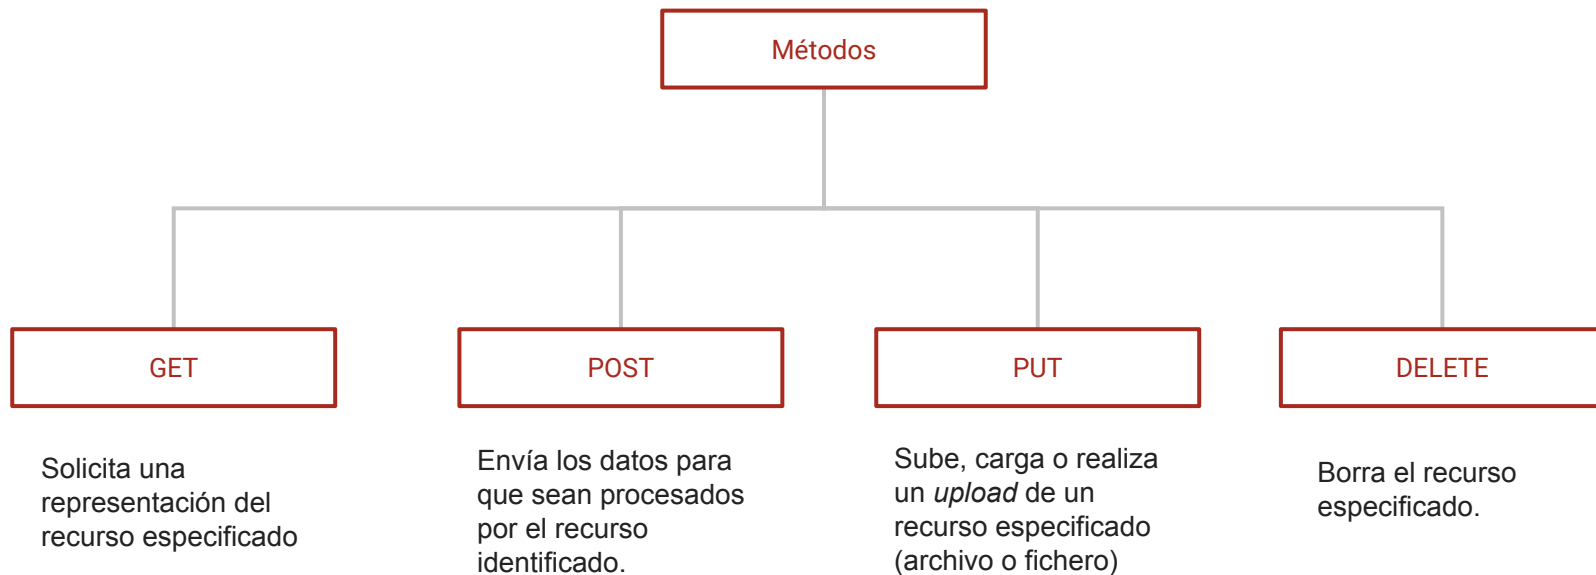 Métodos
GET
POST
PUT
DELETE
Solicita una
representación del
recurso especificado
Envía los datos para
que sean procesados
por el recurso
identificado.
Sube, carga o realiza
un upload de un
recurso especificado
(archivo o fichero)
Borra el recurso
especificado.